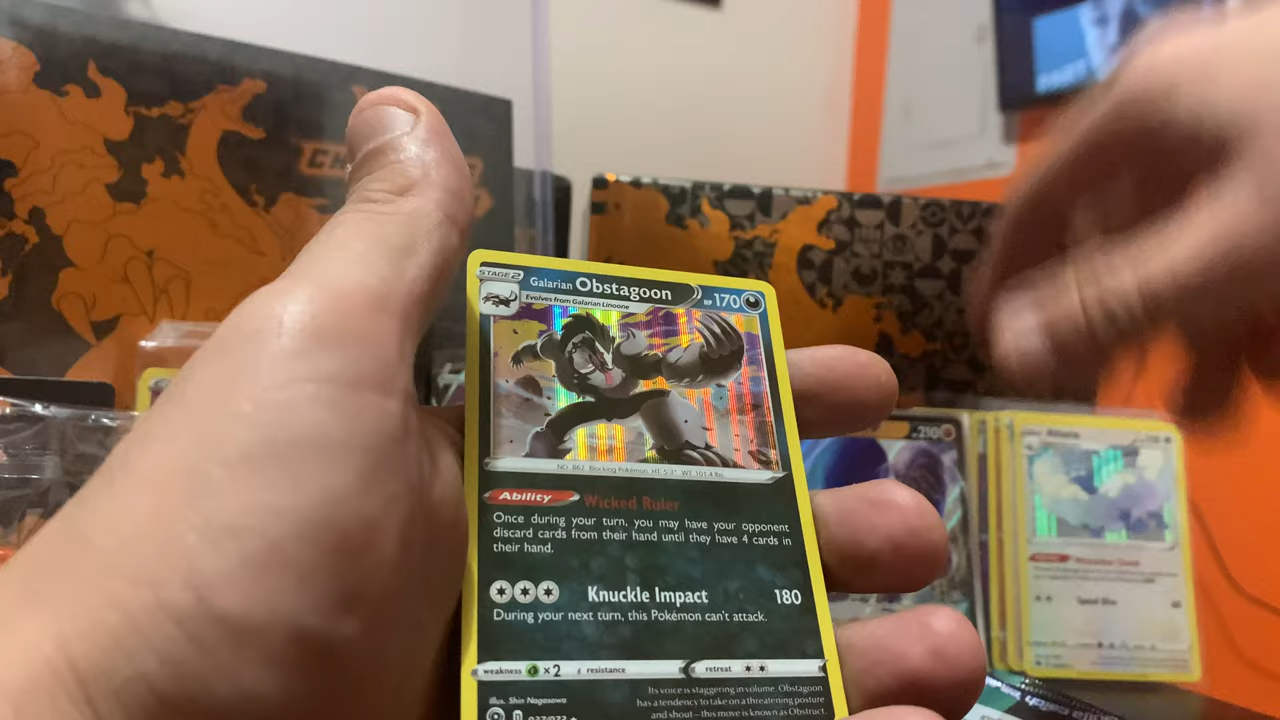 STAGE 2
Galarian Obstagoon
HP 170
Evolves from Galarian Linoone
NO. 862 Blocking Pokémon HT: 5'3" WT: 101.4 lbs.
Ability Wicked Ruler
Once during your turn, you may have your opponent
discard cards from their hand until they have 4 cards in
their hand.
Knuckle Impact 180
During your next turn, this Pokémon can't attack.
weakness ×2 resistance retreat
Illus. Shin Nagasawa
Its voice is staggering in volume. Obstagoon
has a tendency to take on a threatening posture
and shout—this move is known as Obstruct.
037/073
210